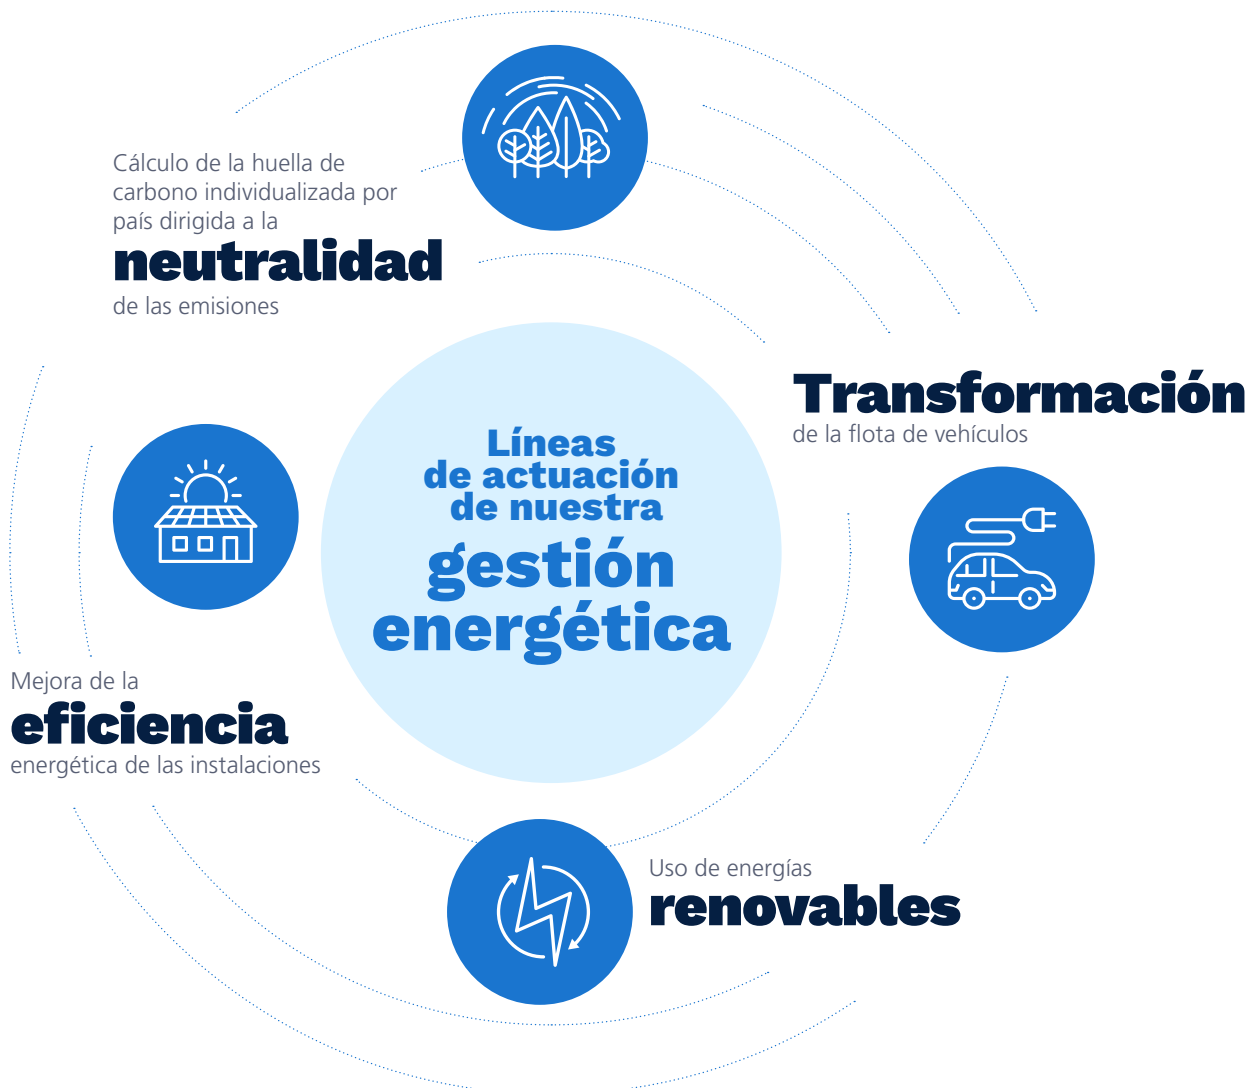 Cálculo de la huella de
carbono individualizada por
país dirigida a la
neutralidad
de las emisiones
Transformación
de la flota de vehículos
Líneas
de actuación
de nuestra
gestión
energética
Mejora de la
eficiencia
energética de las instalaciones
Uso de energías
renovables